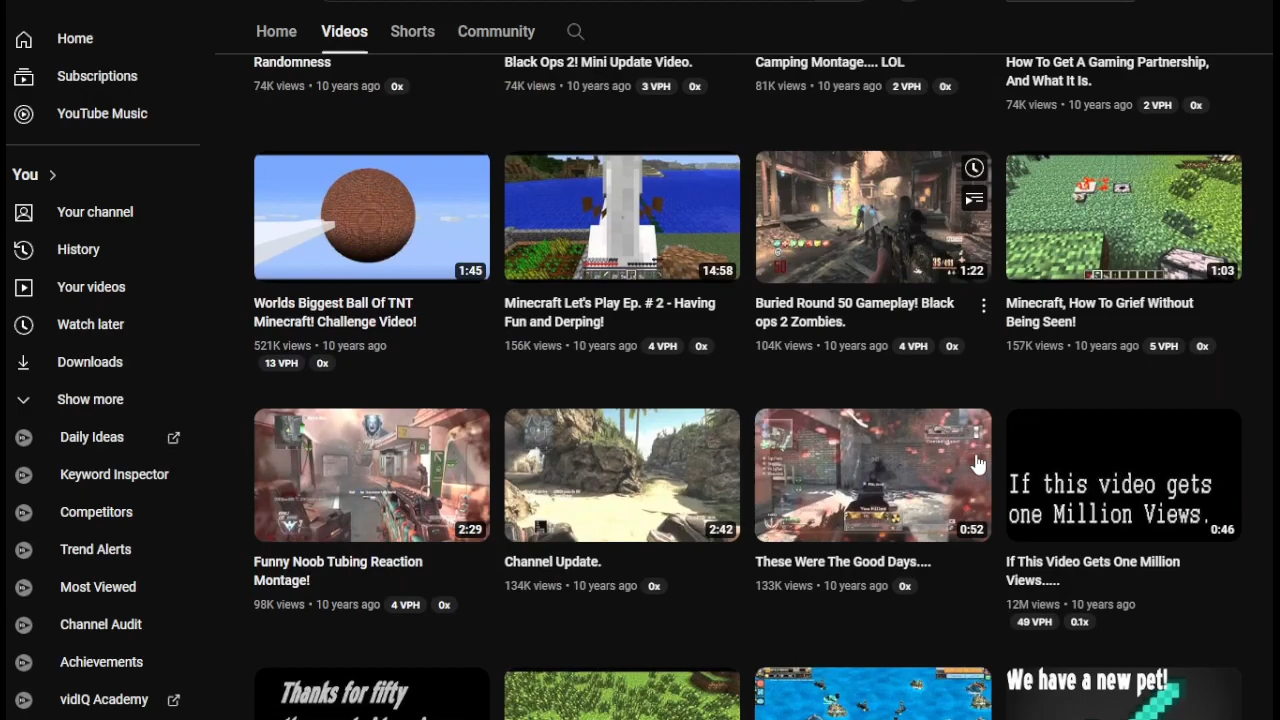 Home
Videos
Shorts
Community
Home
Subscriptions
YouTube Music
You
Your channel
History
Your videos
Watch later
Downloads
Show more
Daily Ideas
Keyword Inspector
Competitors
Trend Alerts
Most Viewed
Channel Audit
Achievements
vidIQ Academy
Randomness
74K views • 10 years ago 0x
Black Ops 2! Mini Update Video.
74K views • 10 years ago 3 VPH 0x
Camping Montage.... LOL
81K views • 10 years ago 2 VPH 0x
How To Get A Gaming Partnership,
And What It Is.
74K views • 10 years ago 2 VPH 0x
1:45
Worlds Biggest Ball Of TNT
Minecraft! Challenge Video!
521K views • 10 years ago
13 VPH 0x
14:58
Minecraft Let's Play Ep. # 2 - Having
Fun and Derping!
156K views • 10 years ago 4 VPH 0x
1:22
Buried Round 50 Gameplay! Black
ops 2 Zombies.
104K views • 10 years ago 4 VPH 0x
1:03
Minecraft, How To Grief Without
Being Seen!
157K views • 10 years ago 5 VPH 0x
2:29
Funny Noob Tubing Reaction
Montage!
98K views • 10 years ago 4 VPH 0x
2:42
Channel Update.
134K views • 10 years ago 0x
0:52
These Were The Good Days....
133K views • 10 years ago 0x
If this video gets
one Million Views.
0:46
If This Video Gets One Million
Views.....
12M views • 10 years ago
49 VPH 0.1x
Thanks for fifty
We have a new pet!